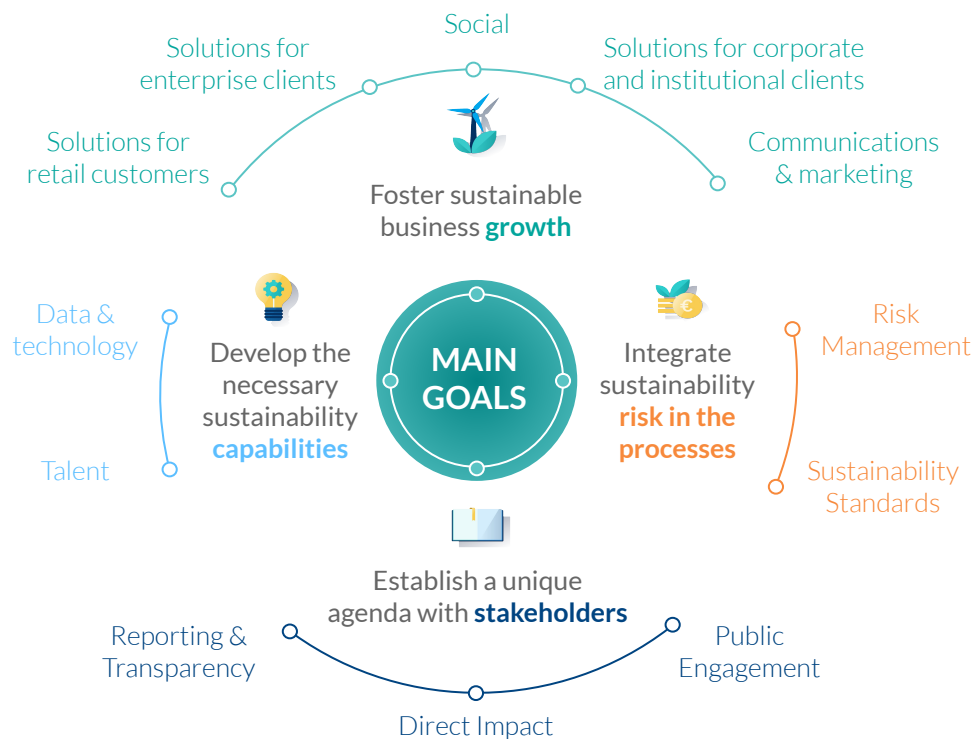 Social
Solutions for
enterprise clients
Solutions for corporate
and institutional clients
Solutions for
retail customers
Communications
& marketing
Foster sustainable
business growth
Data &
technology
Talent
Develop the
necessary
sustainability
capabilities
MAIN
GOALS
€
Integrate
sustainability
risk in the
processes
Risk
Management
Sustainability
Standards
Establish a unique
agenda with stakeholders
Reporting &
Transparency
Direct Impact
Public
Engagement